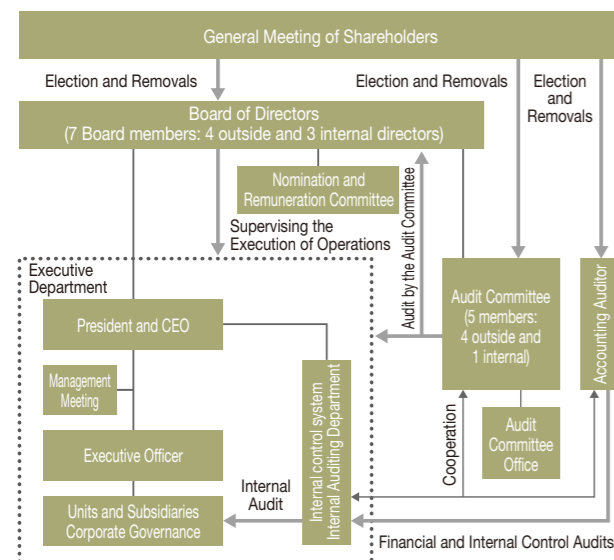 General Meeting of Shareholders
Election and Removals
Election and Removals
Election
and
Removals
Board of Directors
(7 Board members: 4 outside and 3 internal directors)
Nomination and
Remuneration Committee
Supervising the
Execution of Operations
Audit by the Audit Committee
Executive
Department
President and CEO
Audit Committee
(5 members:
4 outside and
1 internal)
Accounting Auditor
Management
Meeting
Internal control system
Internal Auditing Department
Cooperation
Audit
Committee
Office
Executive Officer
Internal
Audit
Units and Subsidiaries
Corporate Governance
Financial and Internal Control Audits